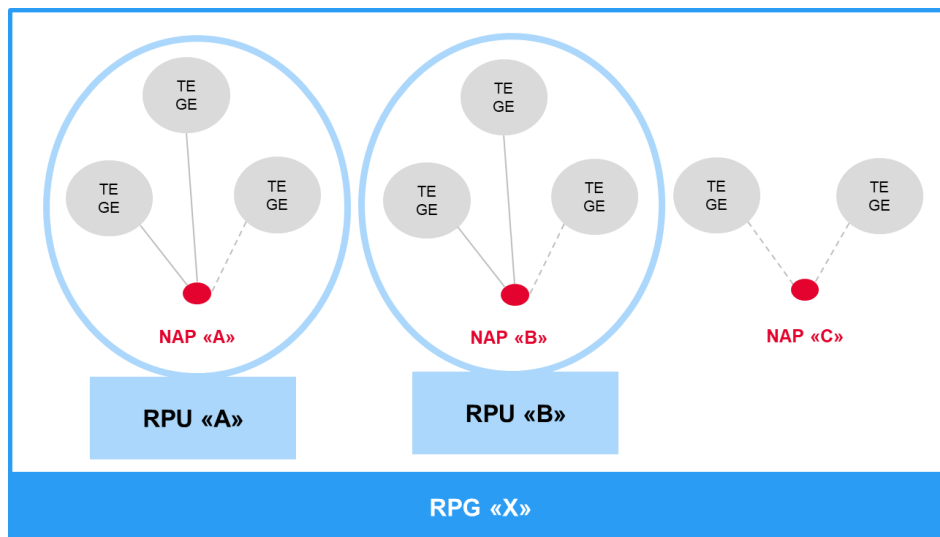 TE
GE
TE
GE
TE
GE
NAP «A»
RPU «A»
TE
GE
TE
GE
TE
GE
NAP «B»
RPU «B»
TE
GE
TE
GE
NAP «C»
RPG «X»